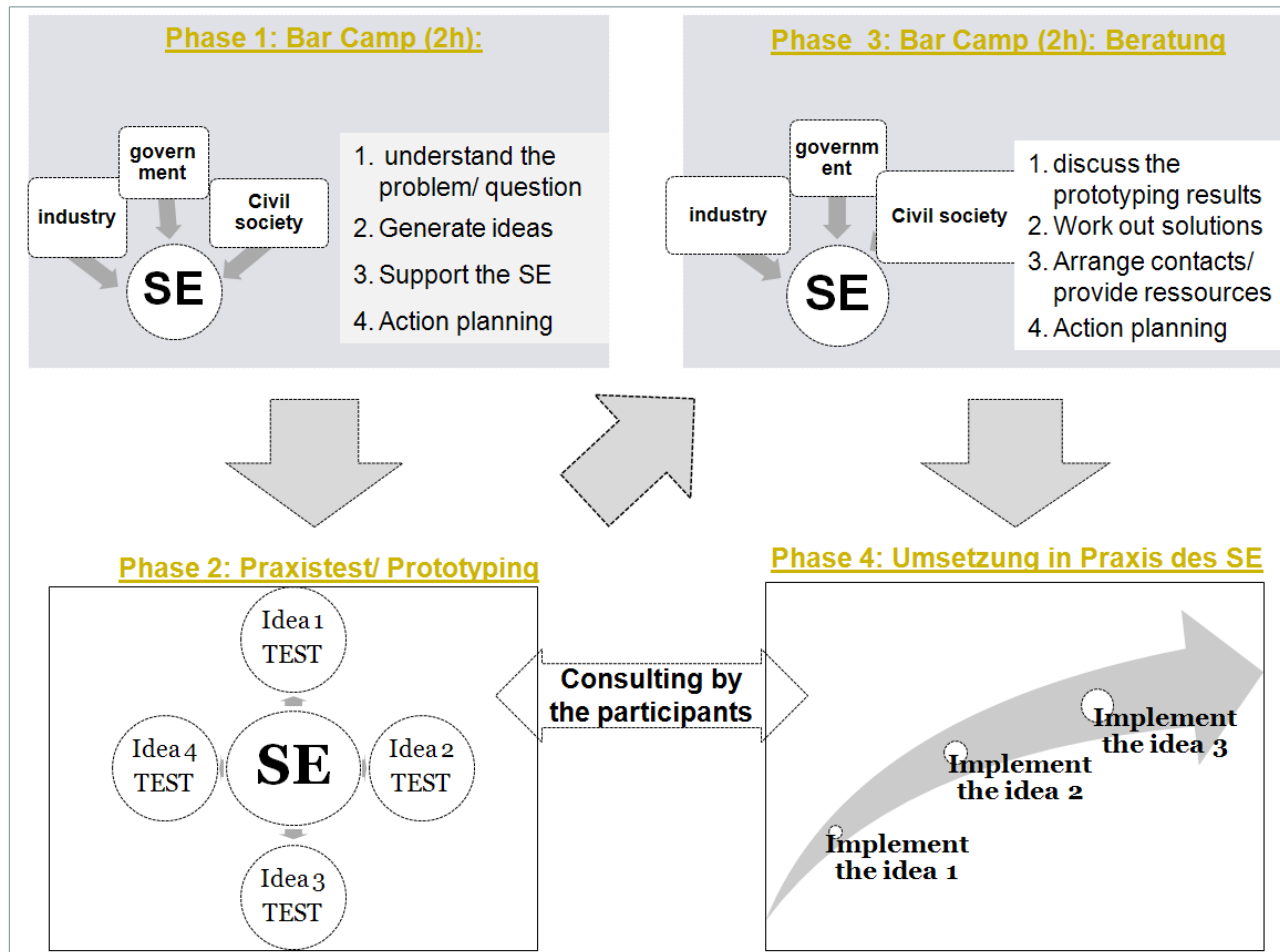 Phase 1: Bar Camp (2h):
govern
ment
industry
Civil
society
SE
1. understand the
problem/ question
2. Generate ideas
3. Support the SE
4. Action planning
Phase 3: Bar Camp (2h): Beratung
governm
ent
industry
Civil society
SE
1. discuss the
prototyping results
2. Work out solutions
3. Arrange contacts/
provide ressources
4. Action planning
Phase 2: Praxistest/ Prototyping
Idea 1
TEST
Idea 4
TEST
SE
Idea 2
TEST
Idea 3
TEST
Consulting by
the participants
Phase 4: Umsetzung in Praxis des SE
Implement
the idea 3
Implement
the idea 2
Implement
the idea 1